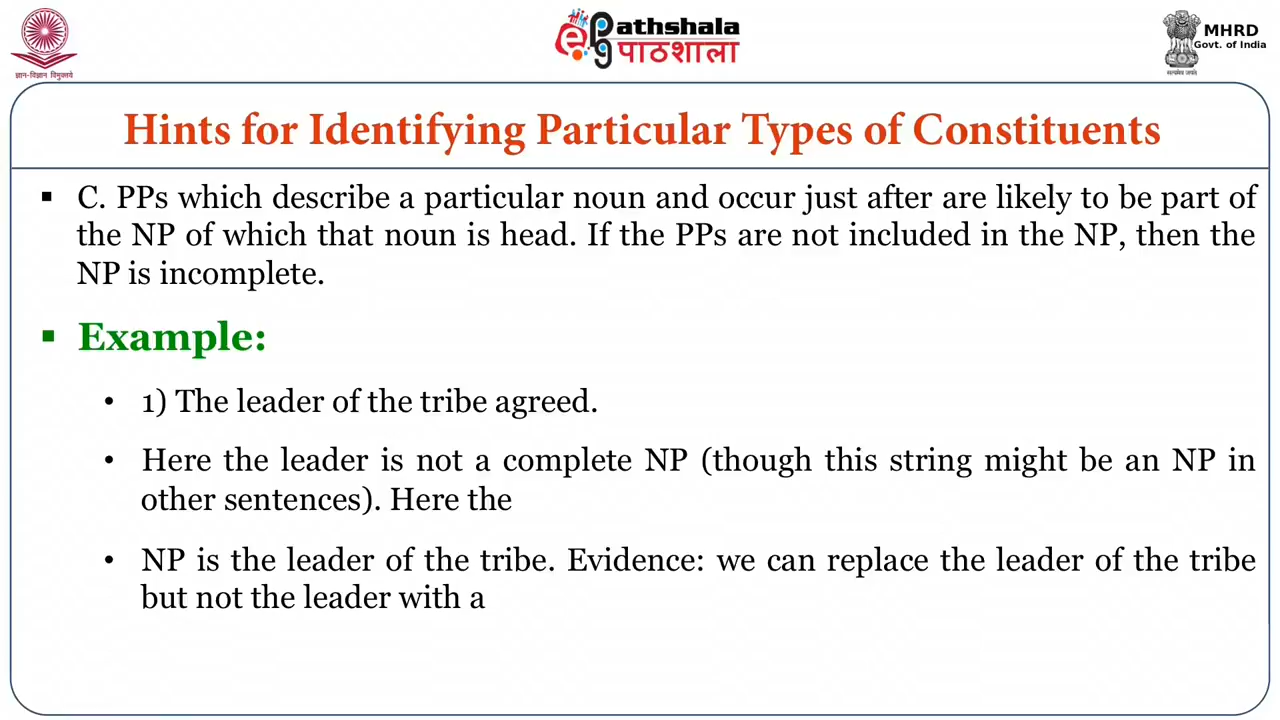 ज्ञान-विज्ञान विमुक्तये
ePathshala
पाठशाला
MHRD
Govt. of India
सत्यमेव जयते
Hints for Identifying Particular Types of Constituents
▪ C. PPs which describe a particular noun and occur just after are likely to be part of
the NP of which that noun is head. If the PPs are not included in the NP, then the
NP is incomplete.
▪ Example:
• 1) The leader of the tribe agreed.
• Here the leader is not a complete NP (though this string might be an NP in
other sentences). Here the
• NP is the leader of the tribe. Evidence: we can replace the leader of the tribe
but not the leader with a